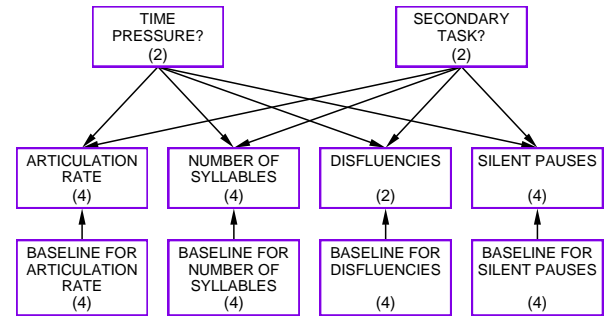 TIME
PRESSURE?
(2)
SECONDARY
TASK?
(2)
ARTICULATION
RATE
(4)
NUMBER OF
SYLLABLES
(4)
DISFLUENCIES
(2)
SILENT PAUSES
(4)
BASELINE FOR
ARTICULATION
RATE
(4)
BASELINE FOR
NUMBER OF
SYLLABLES
(4)
BASELINE FOR
DISFLUENCIES
(4)
BASELINE FOR
SILENT PAUSES
(4)